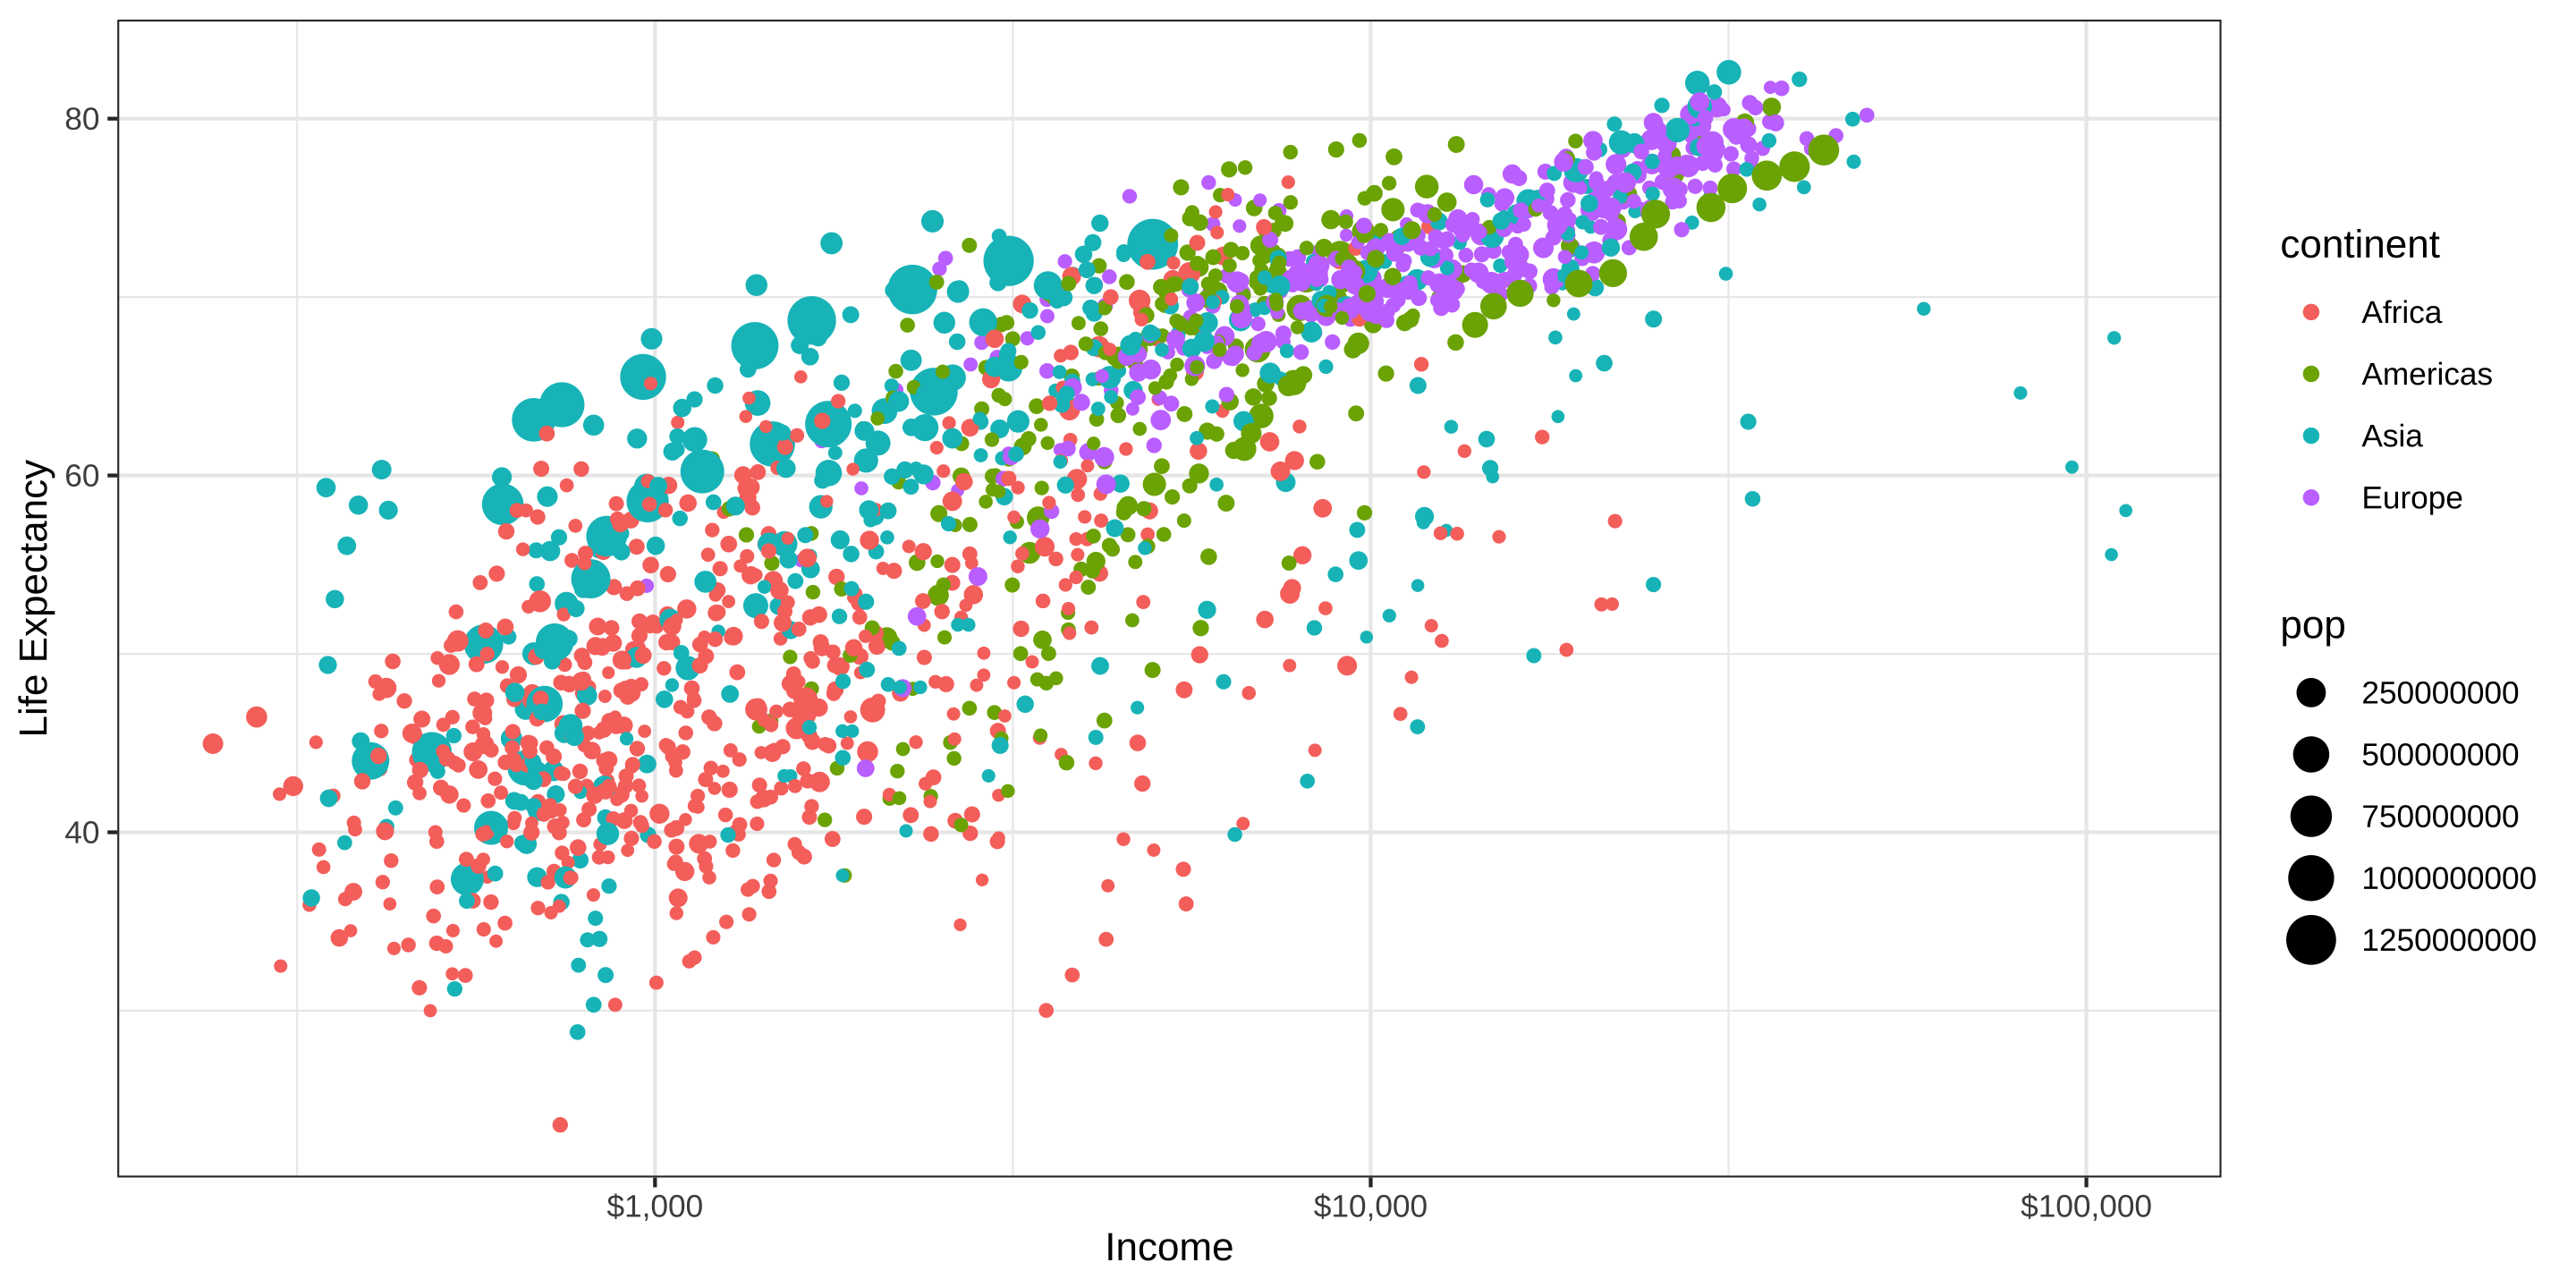 80
60
40
Life Expectancy
$1,000
$10,000
$100,000
Income
continent
Africa
Americas
Asia
Europe
pop
250000000
500000000
750000000
1000000000
1250000000